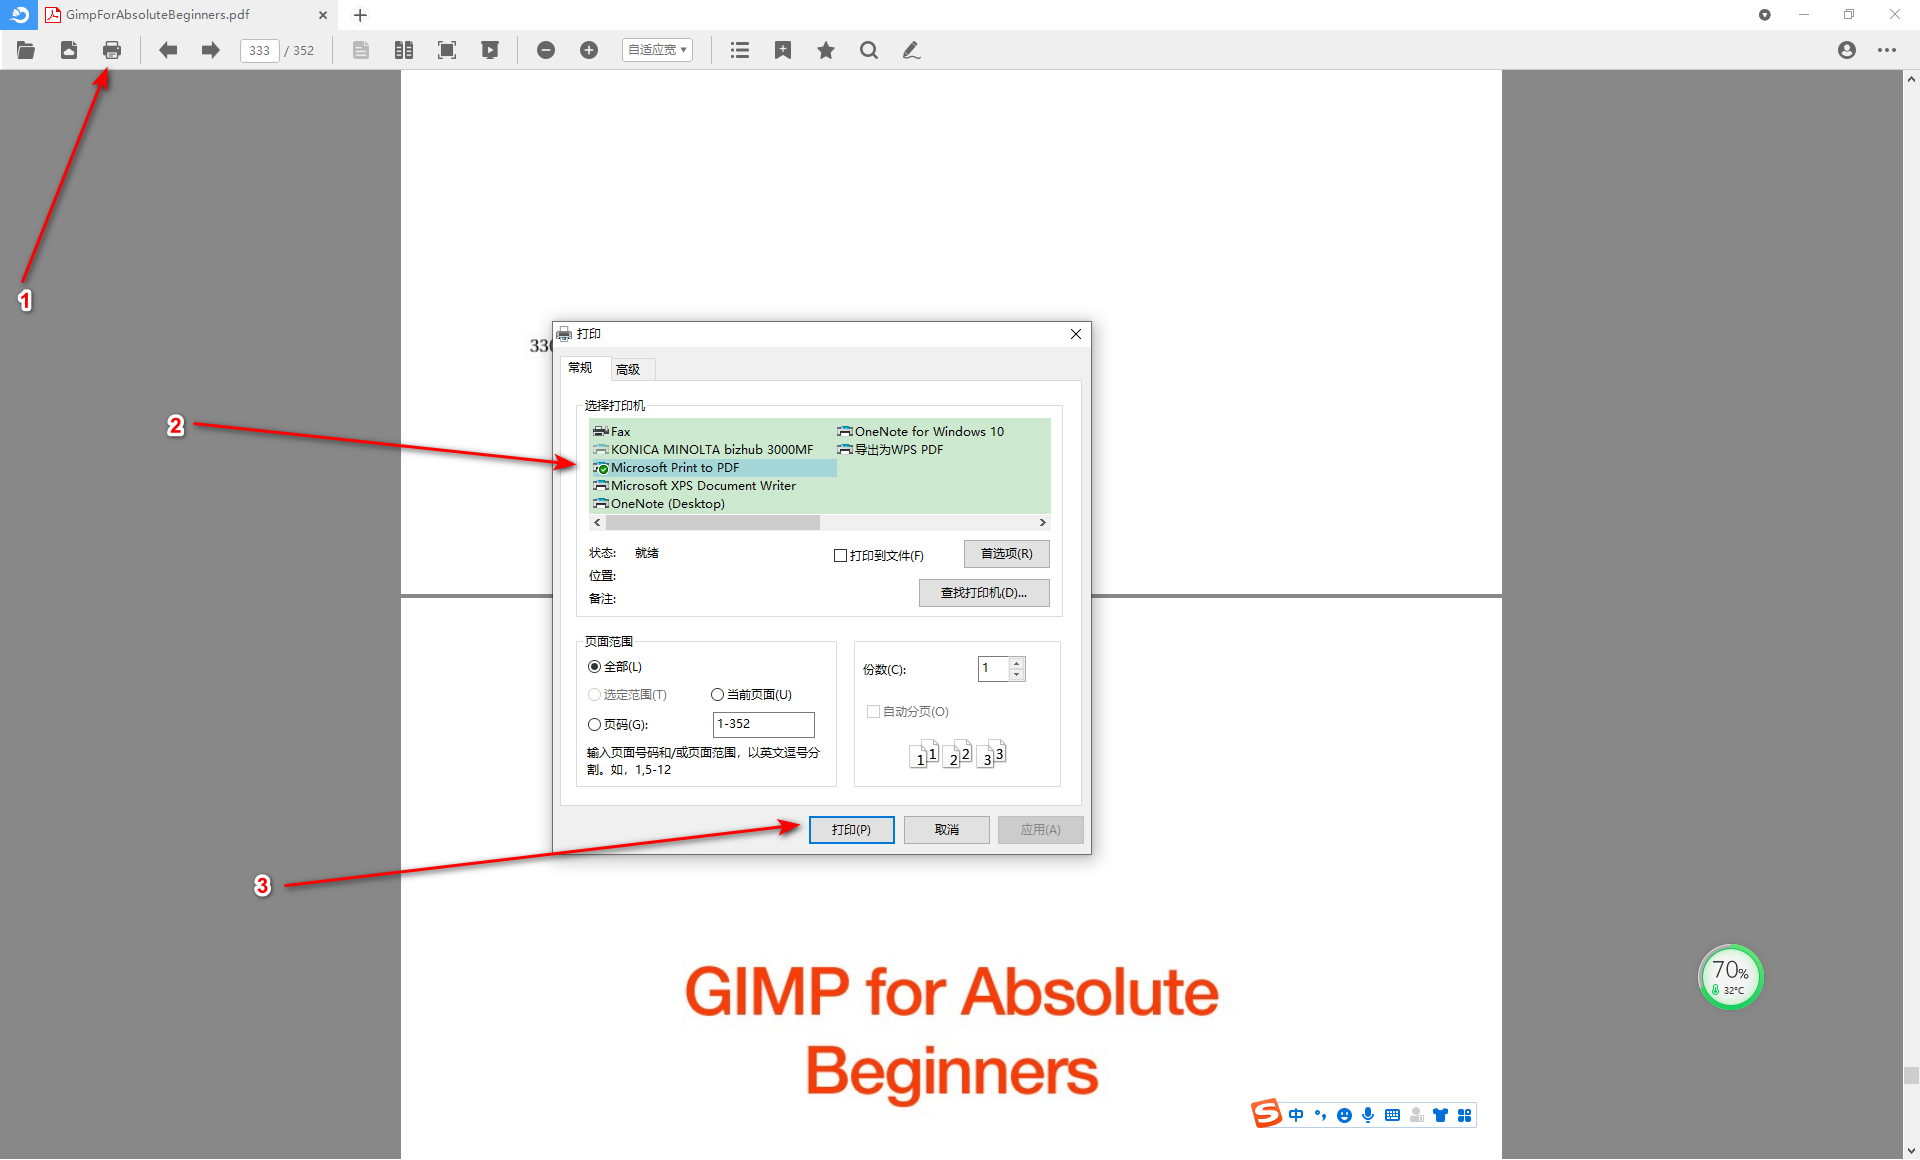 GimpForAbsoluteBeginners.pdf
333 / 352
自适应宽
1
330
打印
常规 高级
选择打印机
2
Fax
OneNote for Windows 10
KONICA MINOLTA bizhub 3000MF
导出为WPS PDF
Microsoft Print to PDF
Microsoft XPS Document Writer
OneNote (Desktop)
状态: 就绪
打印到文件(F)
首选项(R)
位置:
查找打印机(D)...
备注:
页面范围
全部(L)
份数(C): 1
选定范围(T) 当前页面(U)
自动分页(O)
页码(G): 1-352
输入页面号码和/或页面范围，以英文逗号分
割。如，1,5-12
1 1 2 2 3 3
打印(P) 取消 应用(A)
3
GIMP for Absolute
Beginners
70%
32°C
S 中